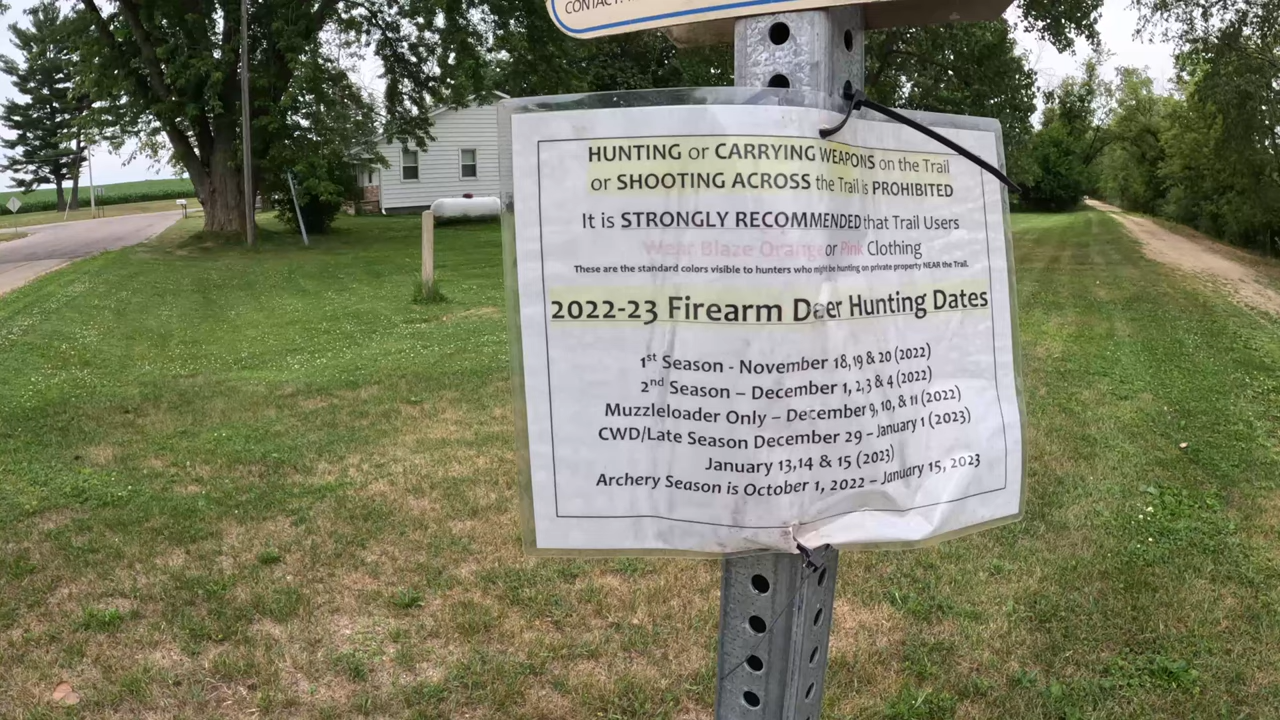 CONTACT:
HUNTING or CARRYING WEAPONS on the Trail
or SHOOTING ACROSS the Trail is PROHIBITED
It is STRONGLY RECOMMENDED that Trail Users
Wear Blaze Orange or Pink Clothing
These are the standard colors visible to hunters who might be hunting on private property NEAR the Trail.
2022-23 Firearm Deer Hunting Dates
1st Season - November 18, 19 & 20 (2022)
2nd Season – December 1, 2,3 & 4 (2022)
Muzzleloader Only – December 9, 10, & 11 (2022)
CWD/Late Season December 29 – January 1 (2023)
January 13,14 & 15 (2023)
Archery Season is October 1, 2022 – January 15, 2023